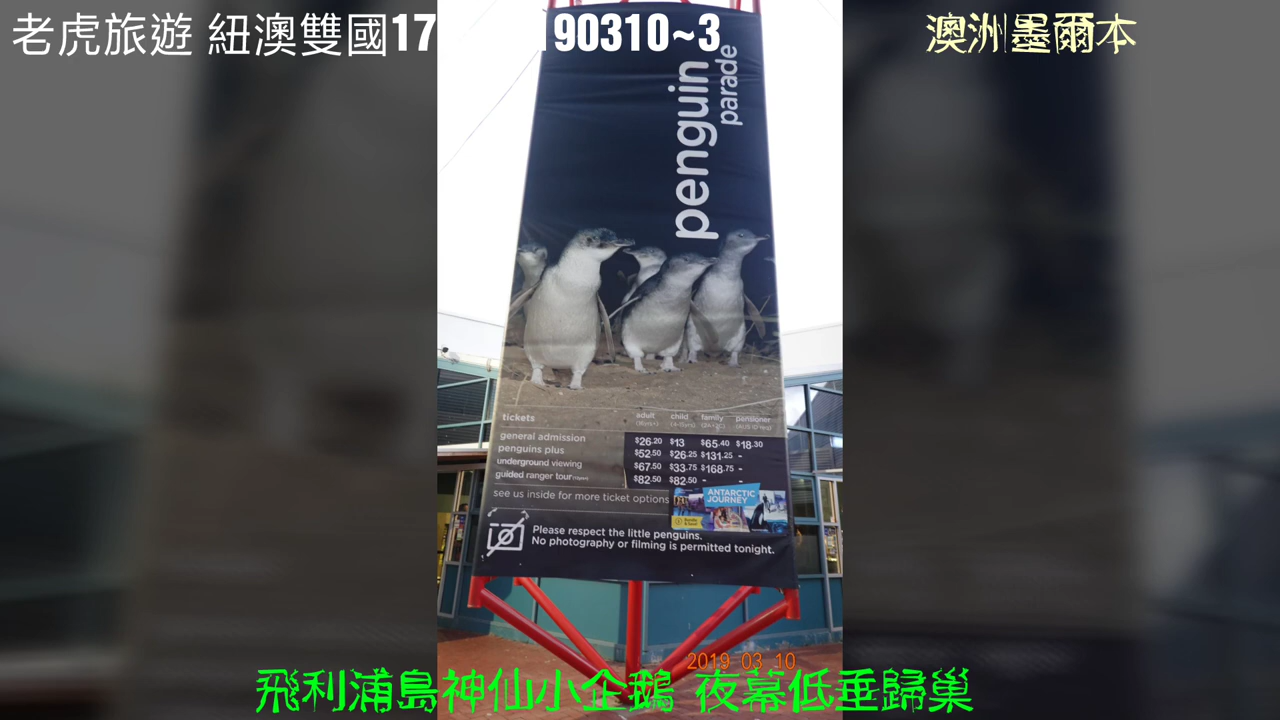 老虎旅遊 紐澳雙國17 190310~3
澳洲墨爾本
penguin
parade
tickets adult child family pensioner
general admission $26.20 $13 $65.40 $18.30
penguins plus $52.50 $26.25 $131.25 -
underground viewing $67.50 $33.75 $168.75 -
guided ranger tour $82.50 $82.50 - -
see us inside for more ticket options
ANTARCTIC
JOURNEY
Please respect the little penguins.
No photography or filming is permitted tonight.
2019 03 10
飛利浦島神仙小企鵝 夜幕低垂歸巢